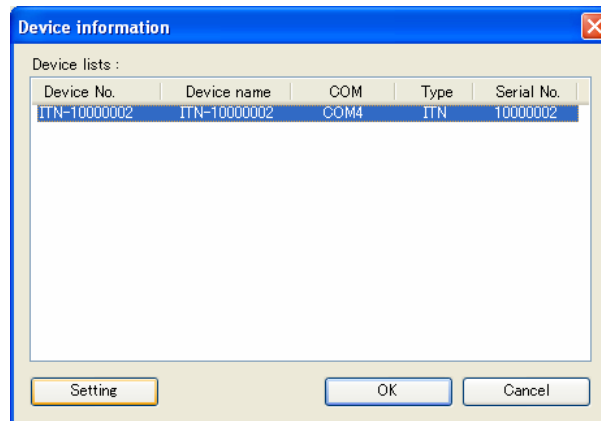 Device information
Device lists :
Device No. Device name COM Type Serial No.
ITN-10000002 ITN-10000002 COM4 ITN 10000002
Setting OK Cancel